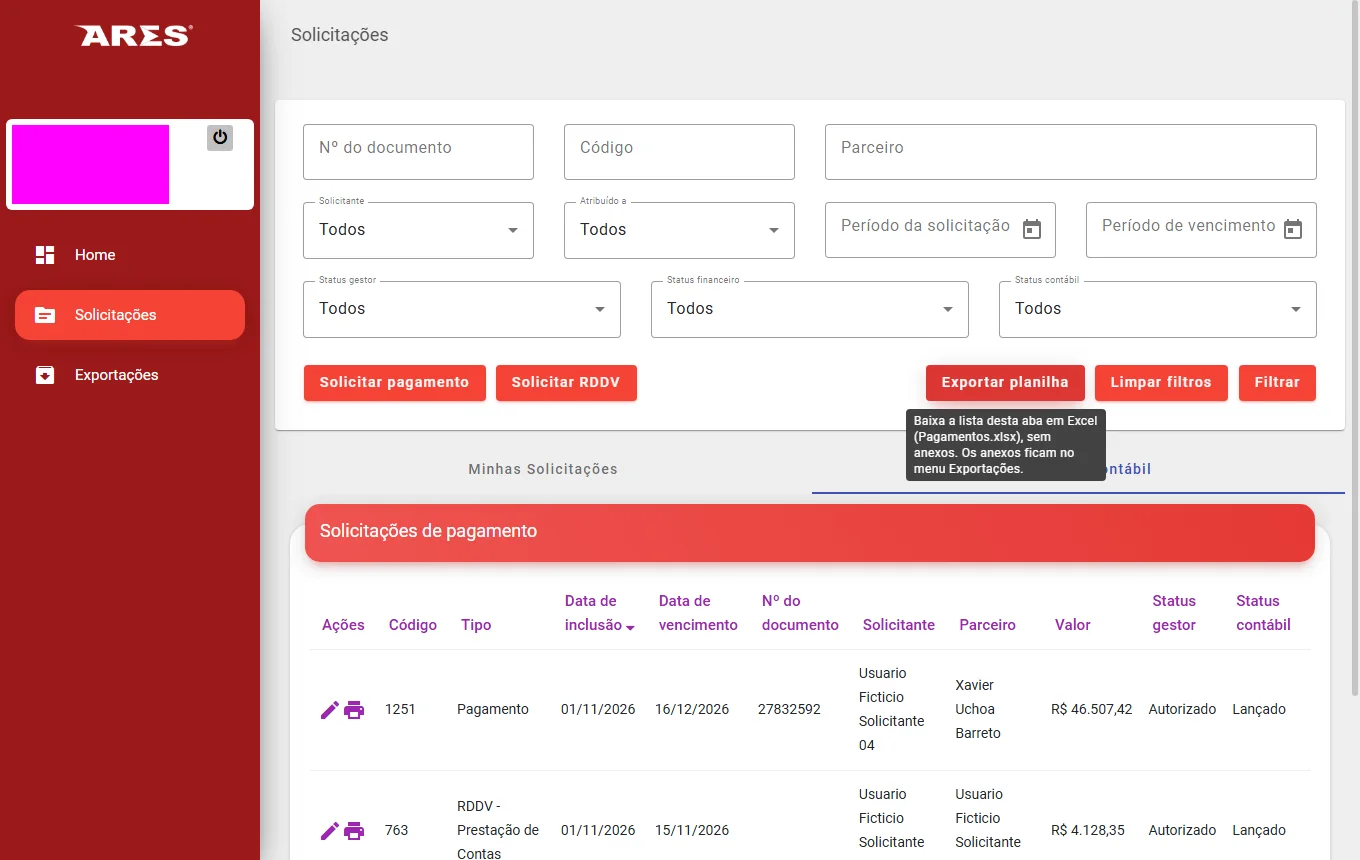 ARES
Solicitações
Home
Solicitações
Exportações
Nº do documento
Código
Parceiro
Solicitante
Todos
Atribuído a
Todos
Período da solicitação
Período de vencimento
Status gestor
Todos
Status financeiro
Todos
Status contábil
Todos
Solicitar pagamento
Solicitar RDDV
Exportar planilha
Limpar filtros
Filtrar
Baixa a lista desta aba em Excel
(Pagamentos.xlsx), sem
anexos. Os anexos ficam no
menu Exportações.
Minhas Solicitações
Solicitações de pagamento
Ações
Código
Tipo
Data de
inclusão
Data de
vencimento
Nº do
documento
Solicitante
Parceiro
Valor
Status
gestor
Status
contábil
1251
Pagamento
01/11/2026
16/12/2026
27832592
Usuario
Ficticio
Solicitante
04
Xavier
Uchoa
Barreto
R$ 46.507,42
Autorizado
Lançado
763
RDDV -
Prestação de
Contas
01/11/2026
15/11/2026
Usuario
Ficticio
Solicitante
Usuario
Ficticio
Solicitante
R$ 4.128,35
Autorizado
Lançado